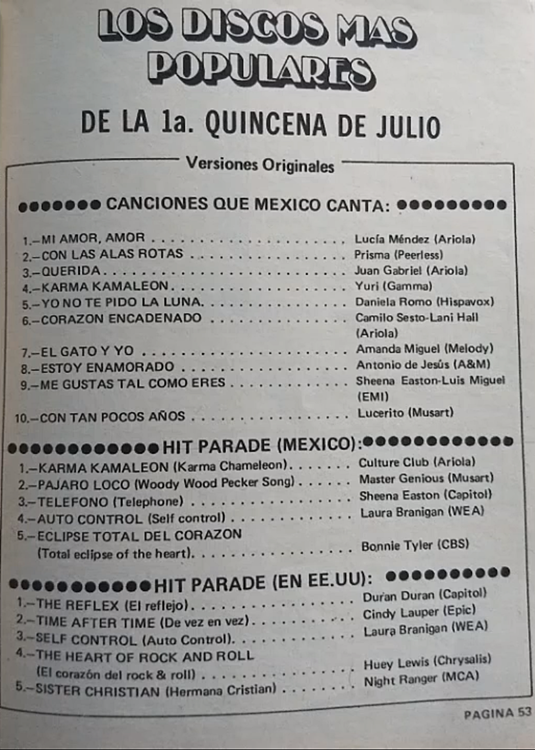 LOS DISCOS MAS
POPULARES
DE LA 1a. QUINCENA DE JULIO
Versiones Originales
CANCIONES QUE MEXICO CANTA:
1.—MI AMOR, AMOR . . . . . . . . . . . . . . . . . . . . Lucía Méndez (Ariola)
2.—CON LAS ALAS ROTAS . . . . . . . . . . . . . . . . Prisma (Peerless)
3.—QUERIDA . . . . . . . . . . . . . . . . . . . . . . . . Juan Gabriel (Ariola)
4.—KARMA KAMALEON . . . . . . . . . . . . . . . . . . Yuri (Gamma)
5.—YO NO TE PIDO LA LUNA. . . . . . . . . . . . . . . Daniela Romo (Hispavox)
6.—CORAZON ENCADENADO . . . . . . . . . . . . . . . Camilo Sesto-Lani Hall
(Ariola)
7.—EL GATO Y YO . . . . . . . . . . . . . . . . . . . . . Amanda Miguel (Melody)
8.—ESTOY ENAMORADO . . . . . . . . . . . . . . . . . Antonio de Jesús (A&M)
9.—ME GUSTAS TAL COMO ERES . . . . . . . . . . . . Sheena Easton-Luis Miguel
(EMI)
10.—CON TAN POCOS AÑOS . . . . . . . . . . . . . . . . Lucerito (Musart)
HIT PARADE (MEXICO):
1.—KARMA KAMALEON (Karma Chameleon). . . . . . . Culture Club (Ariola)
2.—PAJARO LOCO (Woody Wood Pecker Song) . . . . . . Master Genious (Musart)
3.—TELEFONO (Telephone) . . . . . . . . . . . . . . . . Sheena Easton (Capitol)
4.—AUTO CONTROL (Self control) . . . . . . . . . . . . Laura Branigan (WEA)
5.—ECLIPSE TOTAL DEL CORAZON
(Total eclipse of the heart). . . . . . . . . . . . . . . . Bonnie Tyler (CBS)
HIT PARADE (EN EE.UU):
1.—THE REFLEX (El reflejo). . . . . . . . . . . . . . . . Duran Duran (Capitol)
2.—TIME AFTER TIME (De vez en vez) . . . . . . . . . . Cindy Lauper (Epic)
3.—SELF CONTROL (Auto Control). . . . . . . . . . . . Laura Branigan (WEA)
4.—THE HEART OF ROCK AND ROLL
(El corazón del rock & roll) . . . . . . . . . . . . . . . Huey Lewis (Chrysalis)
5.—SISTER CHRISTIAN (Hermana Cristian) . . . . . . . . Night Ranger (MCA)
PAGINA 53